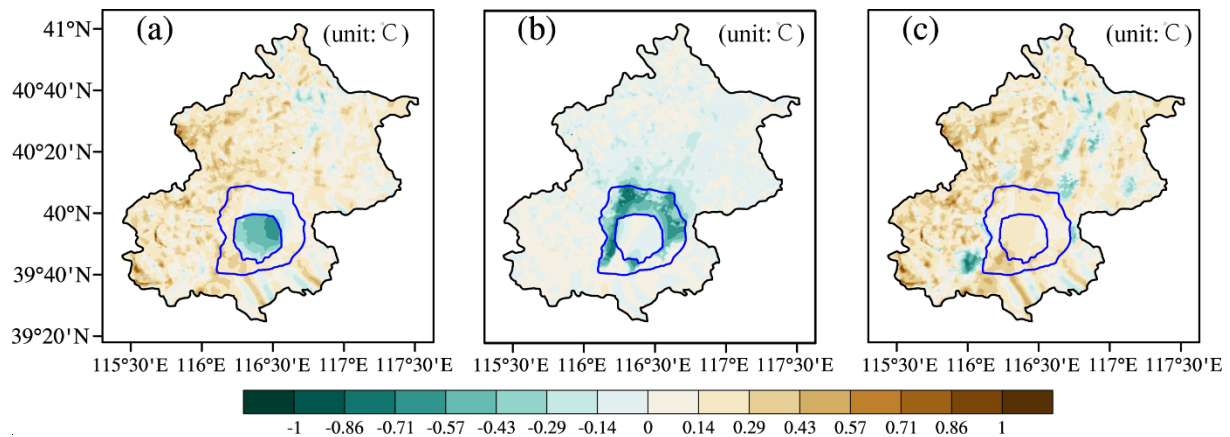 (a) (unit: ℃)
(b) (unit: ℃)
(c) (unit: ℃)
41°N
40°40'N
40°20'N
40°N
39°40'N
39°20'N
115°30'E 116°E 116°30'E 117°E 117°30'E
115°30'E 116°E 116°30'E 117°E 117°30'E
115°30'E 116°E 116°30'E 117°E 117°30'E
-1 -0.86 -0.71 -0.57 -0.43 -0.29 -0.14 0 0.14 0.29 0.43 0.57 0.71 0.86 1